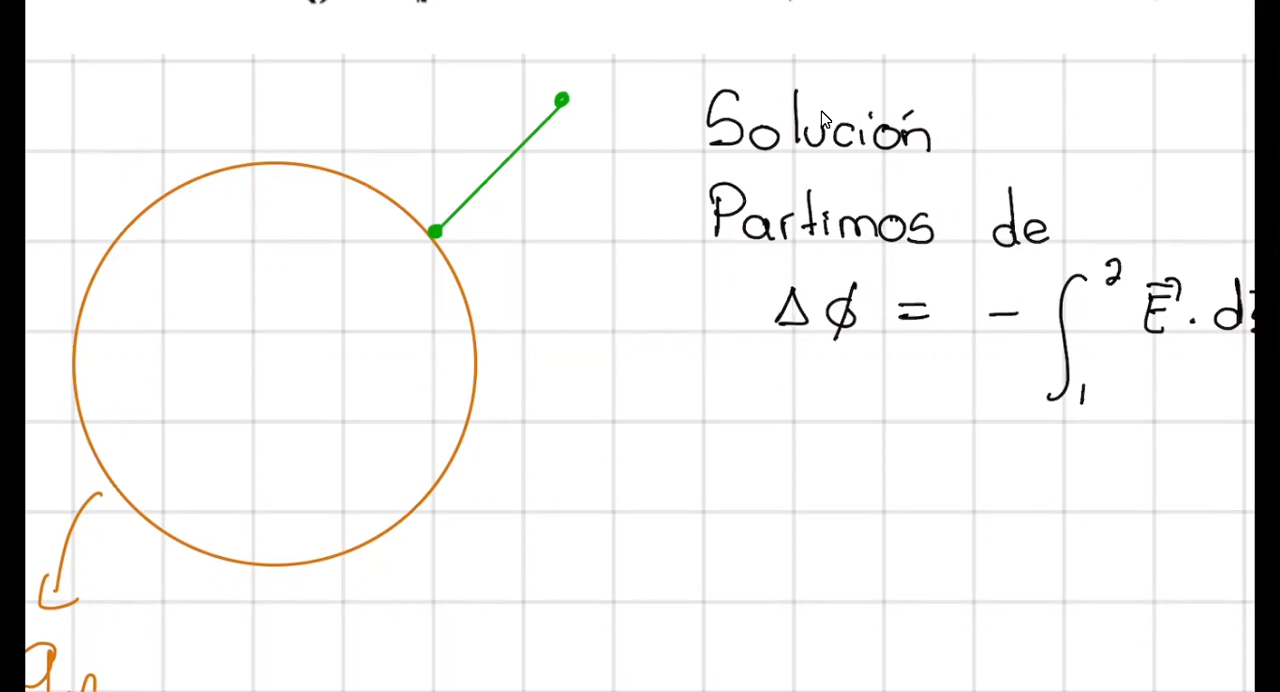 Solución
Partimos de
Δϕ = - ∫₁² E⃗ . d
q